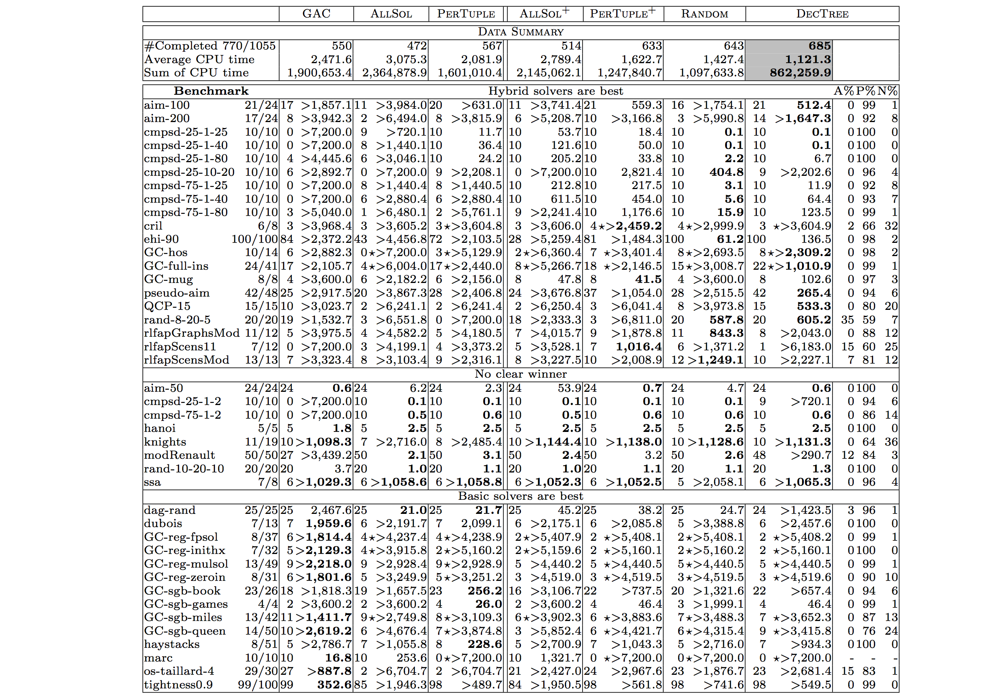 GAC ALLSOL PERTUPLE ALLSOL+ PERTUPLE+ RANDOM DECTREE
DATA SUMMARY
#Completed 770/1055 550 472 567 514 633 643 685
Average CPU time 2,471.6 3,075.3 2,081.9 2,789.4 1,622.7 1,427.4 1,121.3
Sum of CPU time 1,900,653.4 2,364,878.9 1,601,010.4 2,145,062.1 1,247,840.7 1,097,633.8 862,259.9
Benchmark Hybrid solvers are best A% P% N%
aim-100 21/24 17 >1,857.1 11 >3,984.0 20 >631.0 11 >3,741.4 21 559.3 16 >1,754.1 21 512.4 0 99 1
aim-200 17/24 8 >3,942.3 2 >6,494.0 8 >3,815.9 6 >5,208.7 10 >3,166.8 3 >5,990.8 14 >1,647.3 0 92 8
cmpsd-25-1-25 10/10 0 >7,200.0 9 >720.1 10 11.7 10 53.7 10 18.4 10 0.1 10 0.1 0 100 0
cmpsd-25-1-40 10/10 0 >7,200.0 8 >1,440.1 10 36.4 10 121.6 10 50.0 10 0.1 10 0.1 0 100 0
cmpsd-25-1-80 10/10 4 >4,445.6 6 >3,046.1 10 24.2 10 205.2 10 33.8 10 2.2 10 6.7 0 100 0
cmpsd-25-10-20 10/10 6 >2,892.7 0 >7,200.0 9 >2,208.1 0 >7,200.0 10 2,821.4 10 404.8 9 >2,202.6 0 96 4
cmpsd-75-1-25 10/10 0 >7,200.0 8 >1,440.4 8 >1,440.5 10 212.8 10 217.5 10 3.1 10 11.9 0 92 8
cmpsd-75-1-40 10/10 0 >7,200.0 6 >2,880.4 6 >2,880.4 10 611.5 10 454.0 10 5.6 10 64.4 0 93 7
cmpsd-75-1-80 10/10 3 >5,040.0 1 >6,480.1 2 >5,761.1 9 >2,241.4 10 1,176.6 10 15.9 10 123.5 0 99 1
cril 6/8 3 >3,968.4 3 >3,605.2 3 ⋆>3,604.8 3 >3,606.0 4 ⋆>2,459.2 4 ⋆>2,999.9 3 ⋆>3,604.9 2 66 32
ehi-90 100/100 84 >2,372.2 43 >4,456.8 72 >2,103.5 28 >5,259.4 81 >1,484.3 100 61.2 100 136.5 0 98 2
GC-hos 10/14 6 >2,882.3 0 ⋆>7,200.0 3 ⋆>5,129.9 2 ⋆>6,360.4 7 ⋆>3,401.4 8 ⋆>2,693.5 8 ⋆>2,309.2 0 98 2
GC-full-ins 24/41 17 >2,105.7 4 ⋆>6,004.0 17 ⋆>2,440.0 8 ⋆>5,266.7 18 ⋆>2,146.5 15 ⋆>3,008.7 22 ⋆>1,010.9 0 99 1
GC-mug 8/8 4 >3,600.0 6 >2,182.2 6 >2,156.0 8 47.8 8 41.5 4 >3,600.0 8 102.6 0 97 3
pseudo-aim 42/48 25 >2,917.5 20 >3,867.3 28 >2,406.8 24 >3,676.8 37 >1,054.0 28 >2,515.5 42 265.4 0 94 6
QCP-15 15/15 10 >3,023.7 2 >6,241.1 2 >6,241.4 2 >6,250.4 3 >6,041.4 8 >3,973.8 15 533.3 0 80 20
rand-8-20-5 20/20 19 >1,532.7 3 >6,551.8 0 >7,200.0 18 >2,333.3 3 >6,811.0 20 587.8 20 605.2 35 59 7
rlfapGraphsMod 11/12 5 >3,975.5 4 >4,582.2 5 >4,180.5 7 >4,015.7 9 >1,878.8 11 843.3 8 >2,043.0 0 88 12
rlfapScens11 7/12 0 >7,200.0 3 >4,199.1 4 >3,373.2 5 >3,528.1 7 1,016.4 6 >1,371.2 1 >6,183.0 15 60 25
rlfapScensMod 13/13 7 >3,323.4 8 >3,103.4 9 >2,316.1 8 >3,227.5 10 >2,008.9 12 >1,249.1 10 >2,227.1 7 81 12
No clear winner
aim-50 24/24 24 0.6 24 6.2 24 2.3 24 53.9 24 0.7 24 4.7 24 0.6 0 100 0
cmpsd-25-1-2 10/10 0 >7,200.0 10 0.1 10 0.1 10 0.1 10 0.1 10 0.1 9 >720.1 0 94 6
cmpsd-75-1-2 10/10 0 >7,200.0 10 0.5 10 0.6 10 0.5 10 0.6 10 0.6 10 0.6 0 86 14
hanoi 5/5 5 1.8 5 2.5 5 2.5 5 2.5 5 2.5 5 2.5 5 2.5 0 100 0
knights 11/19 10 >1,098.3 7 >2,716.0 8 >2,485.4 10 >1,144.4 10 >1,138.0 10 >1,128.6 10 >1,131.3 0 64 36
modRenault 50/50 27 >3,439.2 50 2.1 50 3.1 50 2.4 50 3.2 50 2.6 48 >290.7 12 84 3
rand-10-20-10 20/20 20 3.7 20 1.0 20 1.1 20 1.0 20 1.1 20 1.1 20 1.3 0 100 0
ssa 7/8 6 >1,029.3 6 >1,058.6 6 >1,058.8 6 >1,052.3 6 >1,052.5 5 >2,058.1 6 >1,065.3 0 96 4
Basic solvers are best
dag-rand 25/25 25 2,467.6 25 21.0 25 21.7 25 45.2 25 38.2 25 24.7 24 >1,423.5 3 96 1
dubois 7/13 7 1,959.6 6 >2,191.7 7 2,099.1 6 >2,175.1 6 >2,085.8 5 >3,388.8 6 >2,457.6 0 100 0
GC-reg-fpsol 8/37 6 >1,814.4 4 ⋆>4,237.4 4 ⋆>4,238.9 2 ⋆>5,407.9 2 ⋆>5,408.1 2 ⋆>5,408.1 2 ⋆>5,408.2 0 99 1
GC-reg-inithx 7/32 5 >2,129.3 4 ⋆>3,915.8 2 ⋆>5,160.2 2 ⋆>5,159.6 2 ⋆>5,160.1 2 ⋆>5,160.2 2 ⋆>5,160.1 0 100 0
GC-reg-mulsol 13/49 9 >2,218.0 9 >2,928.4 9 ⋆>2,928.9 5 >4,440.2 5 ⋆>4,440.5 5 ⋆>4,440.5 5 ⋆>4,440.5 0 99 1
GC-reg-zeroin 8/31 6 >1,801.6 5 >3,249.9 5 ⋆>3,251.2 3 >4,519.0 3 ⋆>4,519.5 3 ⋆>4,519.5 3 ⋆>4,519.6 0 90 10
GC-sgb-book 23/26 18 >1,818.3 19 >1,657.5 23 256.2 16 >3,106.7 22 >737.5 20 >1,321.6 22 >657.4 0 94 6
GC-sgb-games 4/4 2 >3,600.2 2 >3,600.2 4 26.0 2 >3,600.2 4 46.4 3 >1,999.1 4 46.4 0 99 1
GC-sgb-miles 13/42 11 >1,411.7 9 ⋆>2,749.8 8 ⋆>3,109.3 6 ⋆>3,902.3 6 ⋆>3,883.6 7 ⋆>3,488.3 7 ⋆>3,652.3 0 87 13
GC-sgb-queen 14/50 10 >2,619.2 6 >4,676.4 7 ⋆>3,874.8 3 >5,852.4 6 ⋆>4,421.7 6 ⋆>4,315.4 9 ⋆>3,415.8 0 76 24
haystacks 8/51 5 >2,786.7 7 >1,055.8 8 228.6 5 >2,700.9 7 >1,043.3 5 >2,716.0 7 >934.3 0 100 0
marc 10/10 10 16.8 10 253.6 0 ⋆>7,200.0 10 1,321.7 0 ⋆>7,200.0 0 ⋆>7,200.0 0 ⋆>7,200.0 - - -
os-taillard-4 29/30 27 >887.8 2 >6,704.7 2 >6,704.7 21 >2,427.0 24 >2,967.6 23 >1,876.7 23 >2,681.4 15 83 1
tightness0.9 99/100 99 352.6 85 >1,946.3 98 >489.7 84 >1,950.5 98 >561.8 98 >741.6 98 >549.5 0 99 0